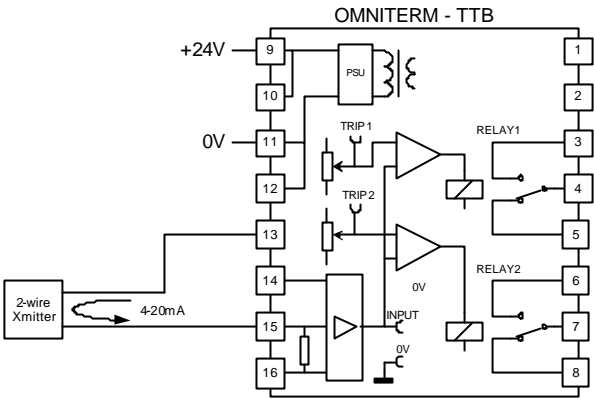 OMNITERM - TTB
+24V
9
PSU
1
10
2
0V
11
TRIP 1
RELAY1
3
12
4
TRIP 2
13
5
14
0V
RELAY2
6
2-wire
Xmitter
4-20mA
15
INPUT
7
0V
16
8